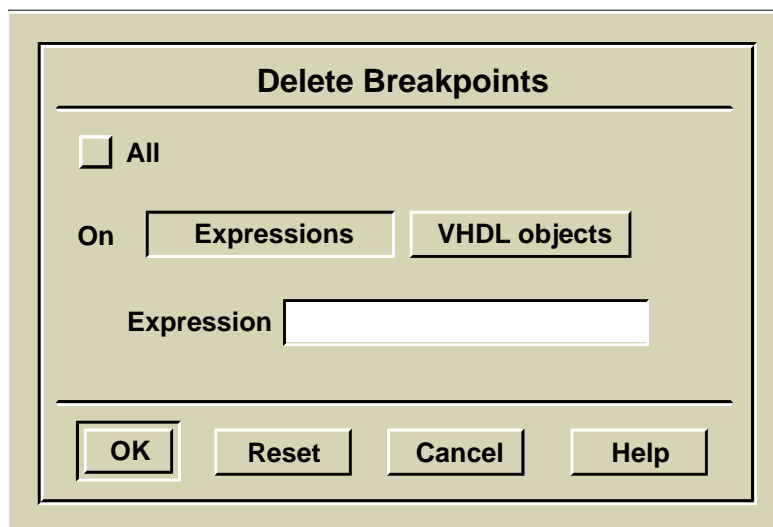 Delete Breakpoints
All
On Expressions VHDL objects
Expression
OK Reset Cancel Help